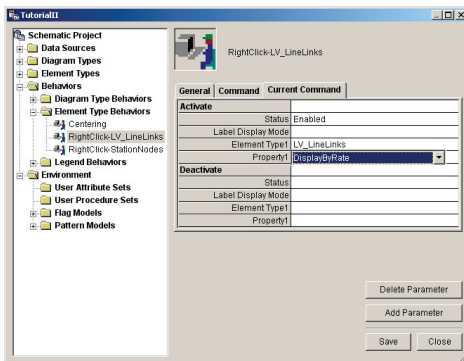 TutorialII
Schematic Project
Data Sources
Diagram Types
Element Types
Behaviors
Diagram Type Behaviors
Element Type Behaviors
Centering
RightClick-LV_LineLinks
RightClick-StationNodes
Legend Behaviors
Environment
User Attribute Sets
User Procedure Sets
Flag Models
Pattern Models
RightClick-LV_LineLinks
General Command Current Command
Activate
Status Enabled
Label Display Mode
Element Type1 LV_LineLinks
Property1 DisplayByRate
Deactivate
Status
Label Display Mode
Element Type1
Property1
Delete Parameter
Add Parameter
Save Close